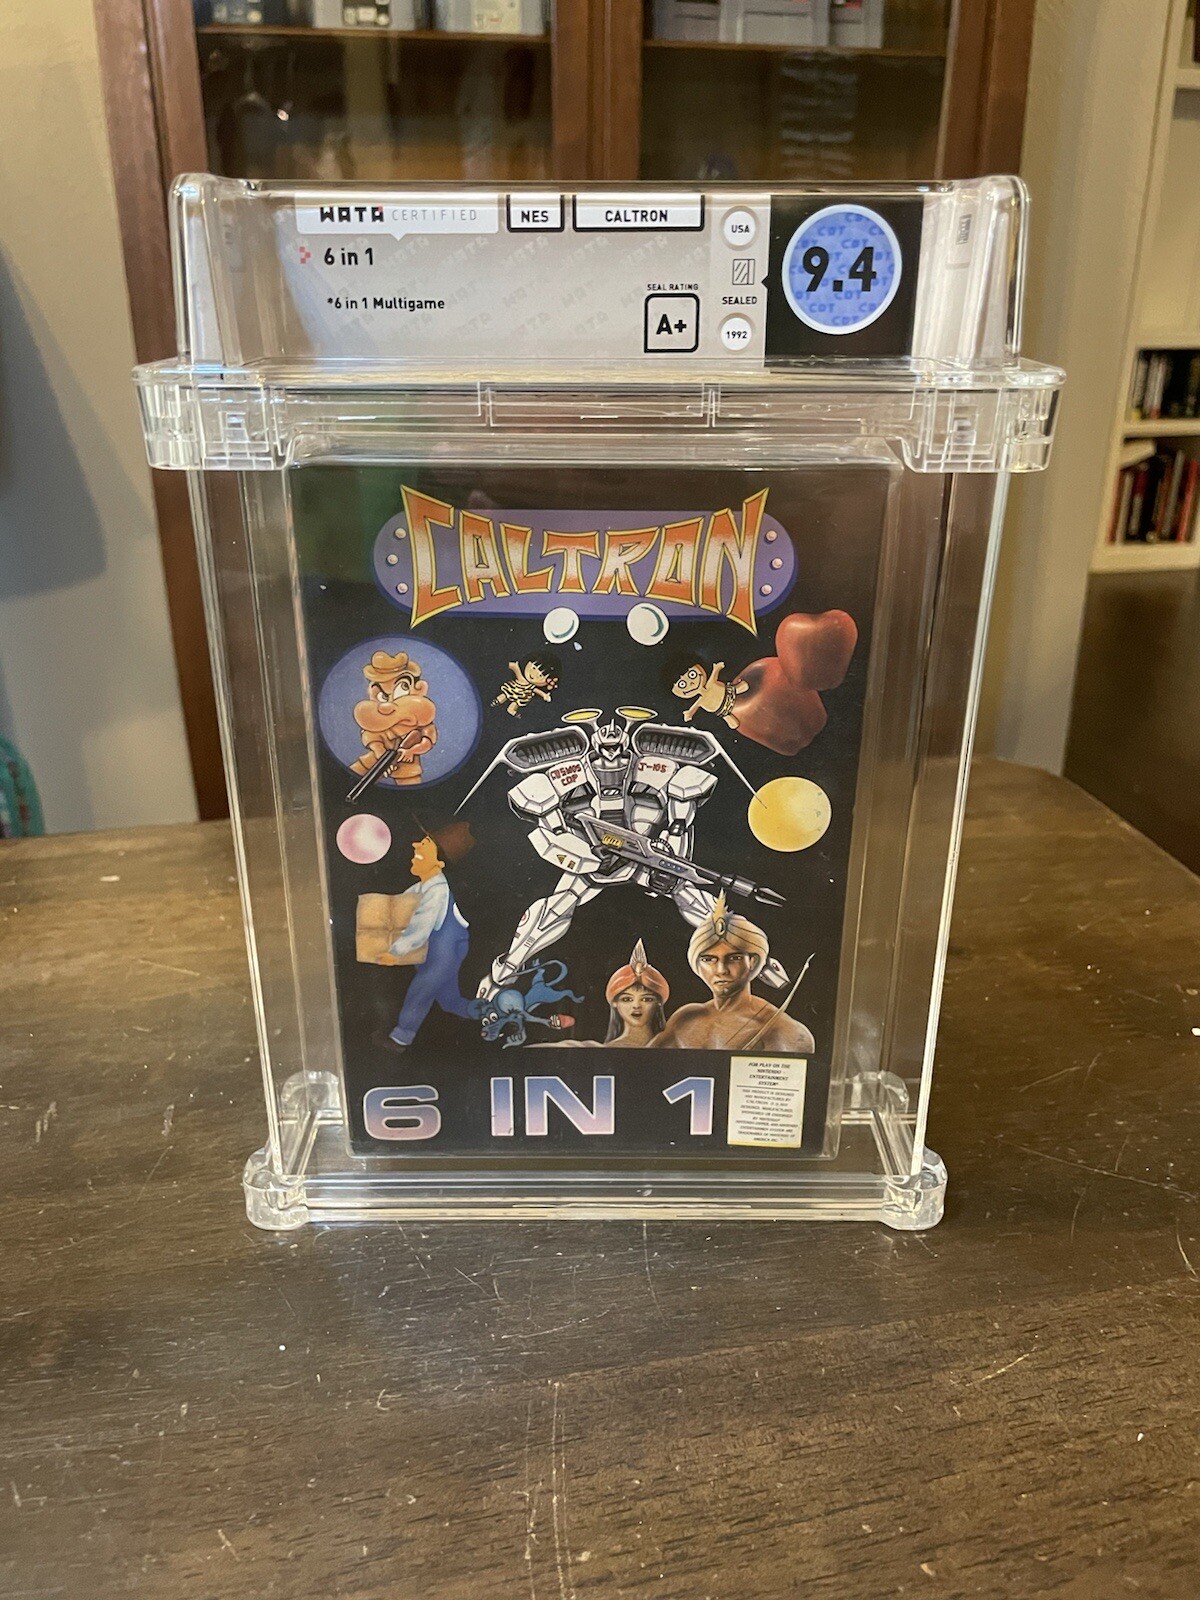 WATA CERTIFIED
NES
CALTRON
6 in 1
*6 in 1 Multigame
SEAL RATING
A+
USA
SEALED
1992
9.4
CALTRON
COSMOS
COP
J-105
6 IN 1
FOR PLAY ON THE
NINTENDO
ENTERTAINMENT
SYSTEM®